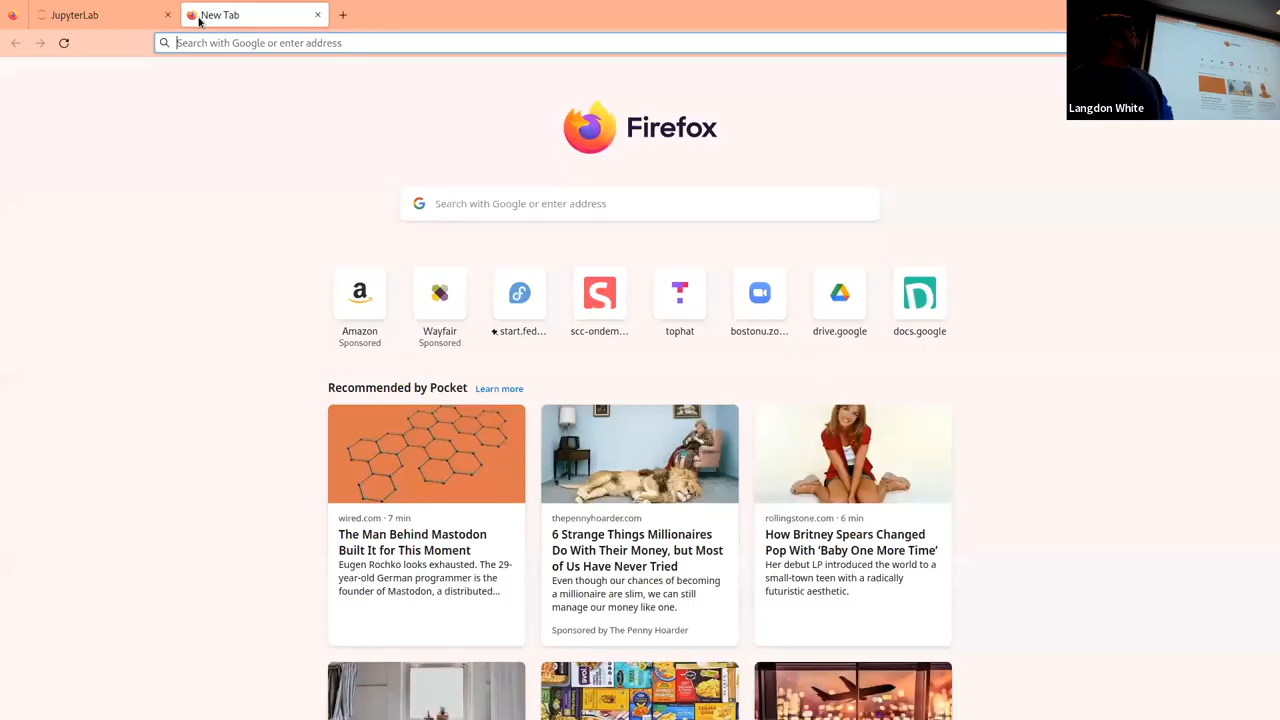 JupyterLab
New Tab
Search with Google or enter address
Langdon White
Firefox
Search with Google or enter address
Amazon
Sponsored
Wayfair
Sponsored
start.fed...
scc-ondem...
tophat
bostonu.zo...
drive.google
docs.google
Recommended by Pocket Learn more
wired.com · 7 min
The Man Behind Mastodon
Built It for This Moment
Eugen Rochko looks exhausted. The 29-
year-old German programmer is the
founder of Mastodon, a distributed...
thepennyhoarder.com
6 Strange Things Millionaires
Do With Their Money, but Most
of Us Have Never Tried
Even though our chances of becoming
a millionaire are slim, we can still
manage our money like one.
Sponsored by The Penny Hoarder
rollingstone.com · 6 min
How Britney Spears Changed
Pop With ‘Baby One More Time’
Her debut LP introduced the world to a
small-town teen with a radically
futuristic aesthetic.